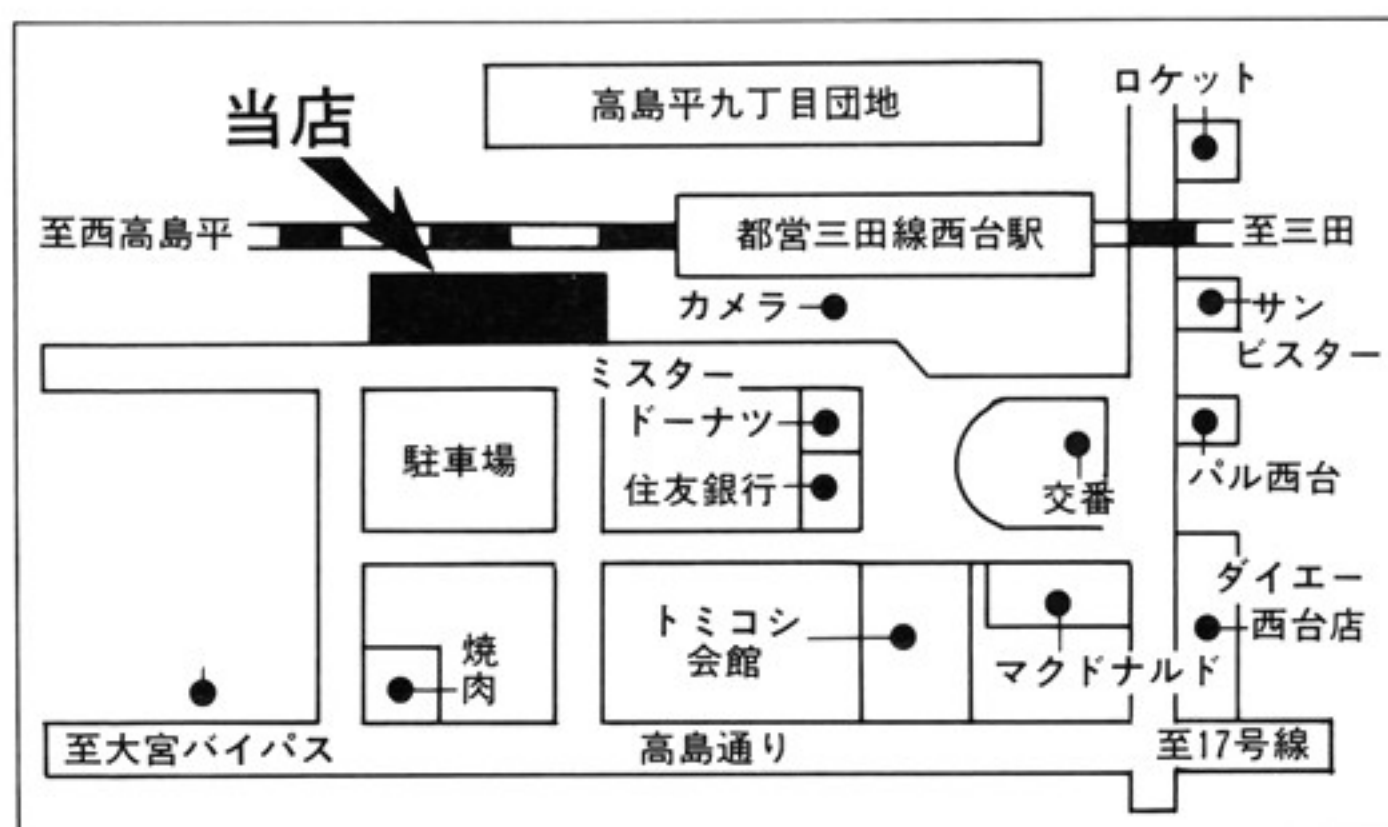 ロケット
高島平九丁目団地
当店
至西高島平
都営三田線西台駅
至三田
カメラ
サン
ビスター
ミスター
ドーナツ
住友銀行
駐車場
交番
パル西台
ダイエー
西台店
トミコシ
会館
焼
肉
マクドナルド
至大宮バイパス
高島通り
至17号線